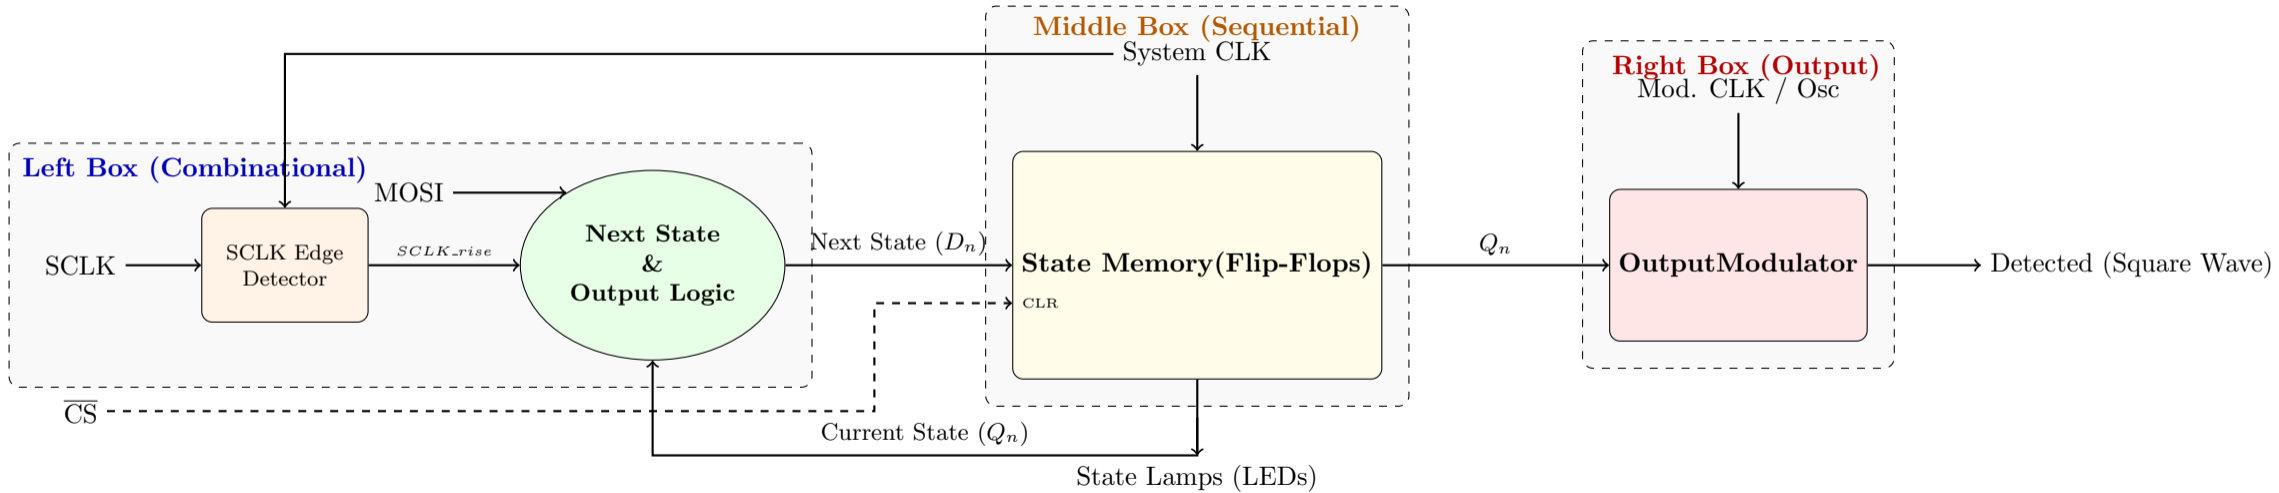 Middle Box (Sequential)
System CLK
Right Box (Output)
Mod. CLK / Osc
Left Box (Combinational)
MOSI
SCLK
SCLK Edge
Detector
SCLK_rise
Next State
&
Output Logic
Next State (Dₙ)
State Memory(Flip-Flops)
CLR
Qₙ
OutputModulator
Detected (Square Wave)
C̅S̅
Current State (Qₙ)
State Lamps (LEDs)